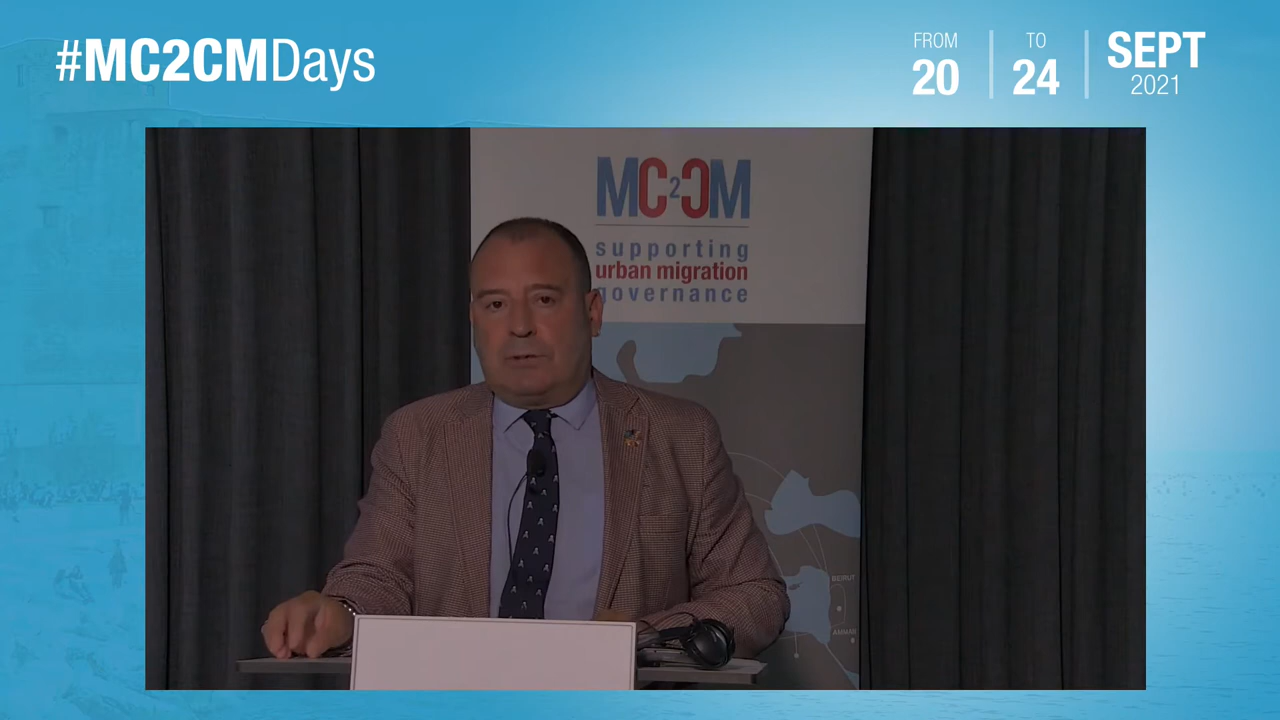 #MC2CMDays
FROM
20
TO
24
SEPT
2021
MC2CM
supporting
urban migration
governance
BEIRUT
AMMAN